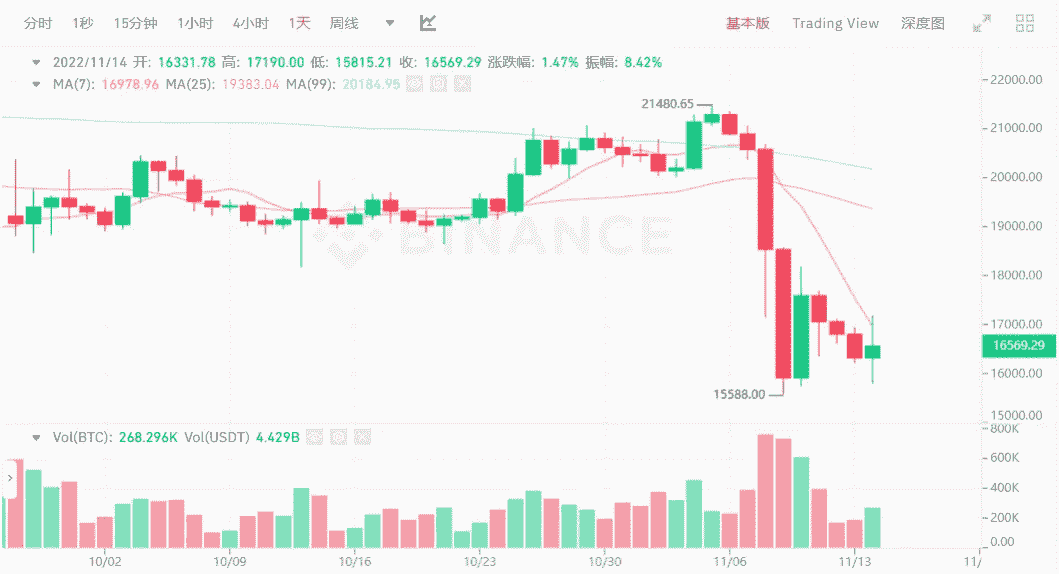 分时 1秒 15分钟 1小时 4小时 1天 周线 基本版 Trading View 深度图
2022/11/14 开: 16331.78 高: 17190.00 低: 15815.21 收: 16569.29 涨跌幅: 1.47% 振幅: 8.42%
MA(7): 16978.96 MA(25): 19383.04 MA(99): 20184.95
22000.00
21480.65
21000.00
20000.00
BINANCE
19000.00
18000.00
17000.00
16569.29
16000.00
15588.00
15000.00
Vol(BTC): 268.296K Vol(USDT) 4.429B
800K
600K
400K
200K
0.00
10/02 10/09 10/16 10/23 10/30 11/06 11/13 11/